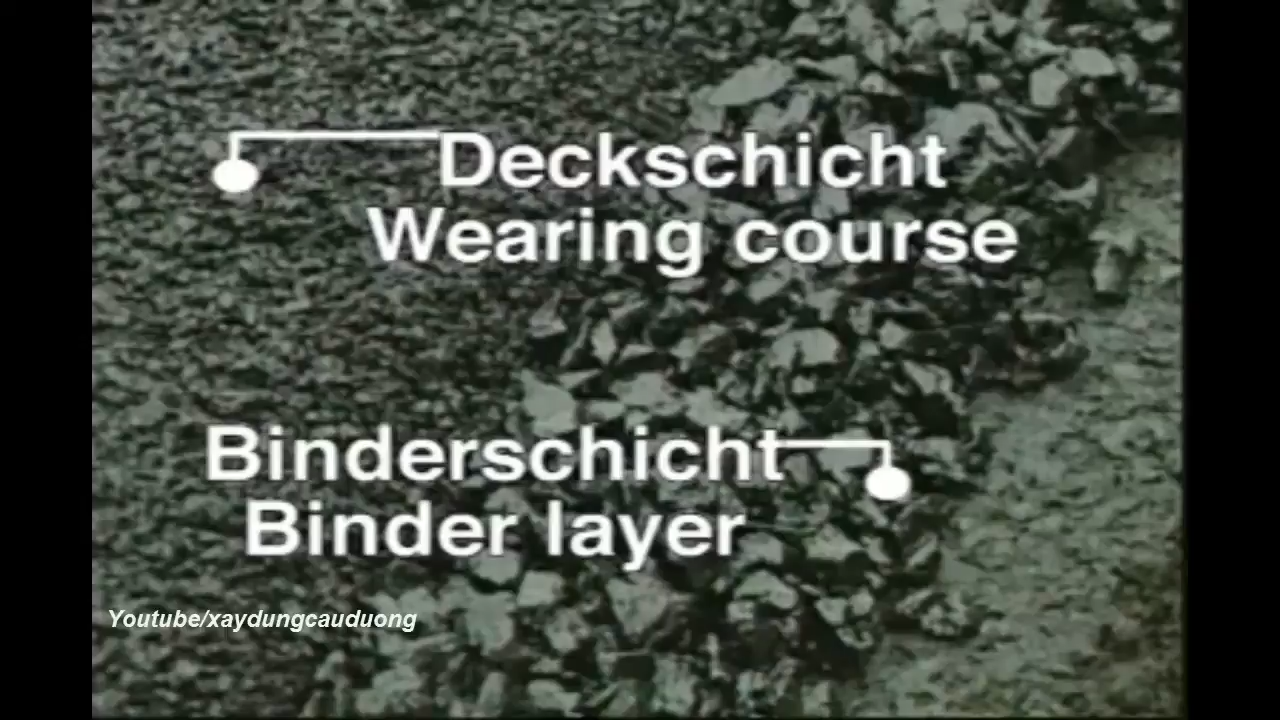 Deckschicht
Wearing course
Binderschicht
Binder layer
Youtube/xaydungcauduong